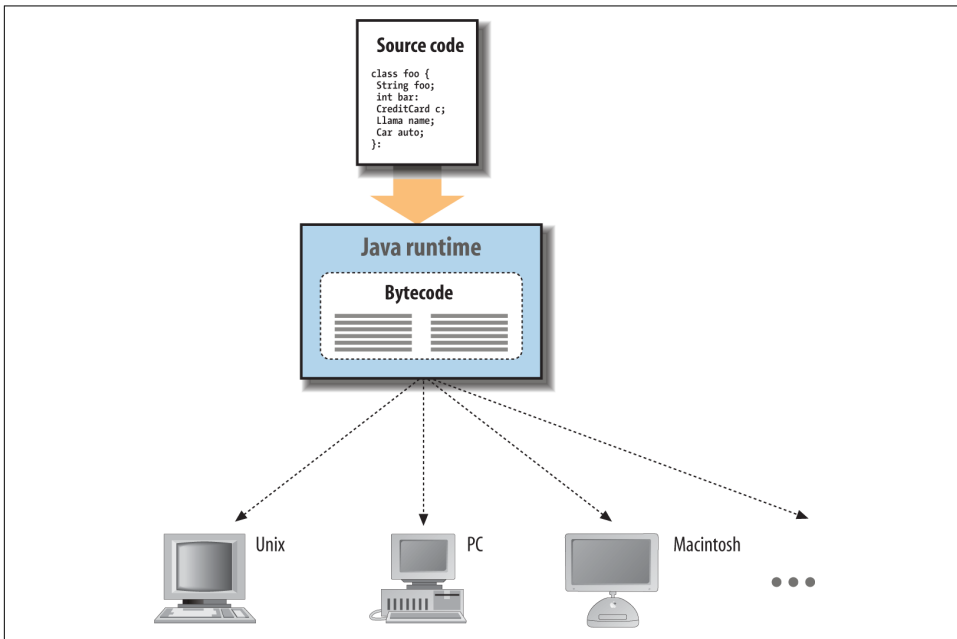 Source code
class foo {
String foo;
int bar:
CreditCard c;
Llama name;
Car auto;
}:
Java runtime
Bytecode
Unix
PC
Macintosh